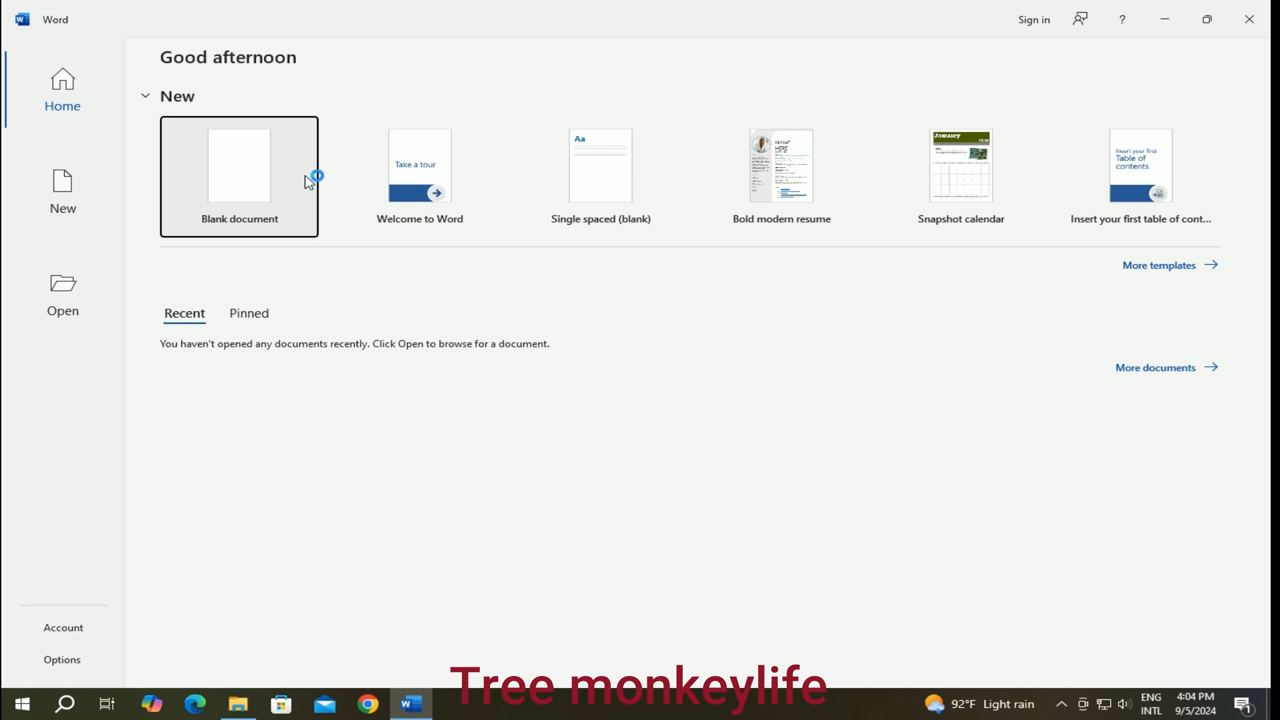 Word
Sign in
?
Good afternoon
Home
New
New
Open
Blank document
Take a tour
Welcome to Word
Aa
Single spaced (blank)
NAME
HERE
Bold modern resume
January
Snapshot calendar
Insert your first
Table of
contents
Insert your first table of cont...
More templates
Recent
Pinned
You haven't opened any documents recently. Click Open to browse for a document.
More documents
Account
Options
Tree monkeylife
92°F Light rain
ENG
INTL
4:04 PM
9/5/2024
1